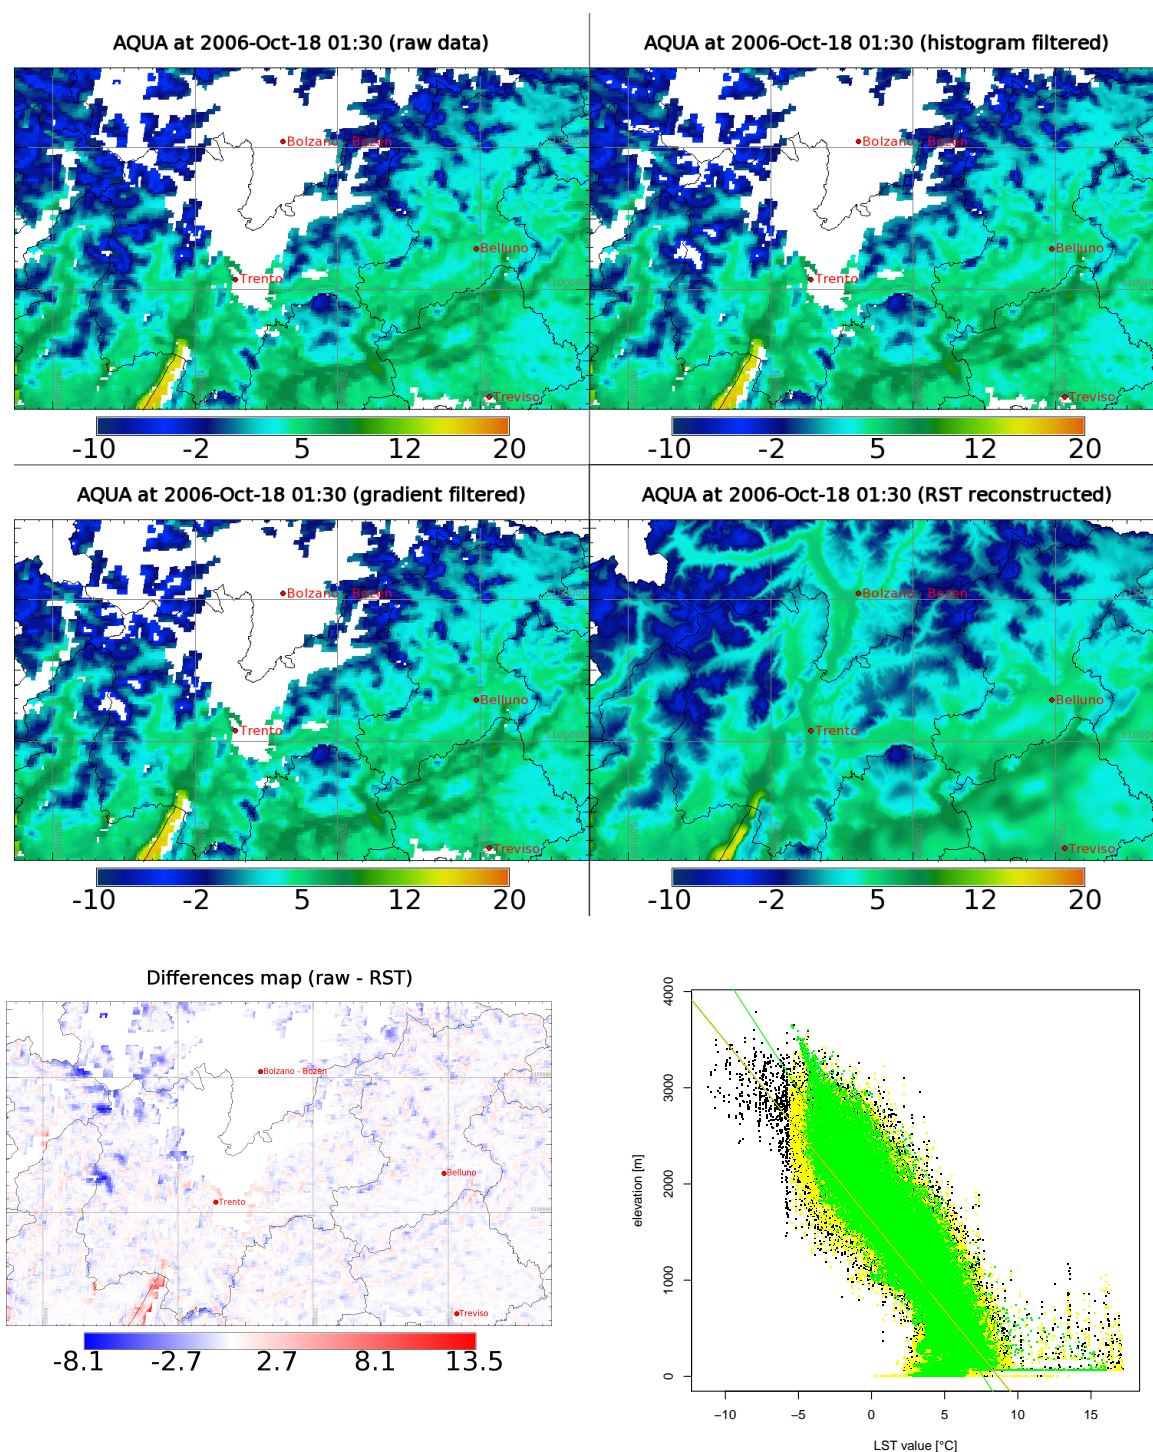 AQUA at 2006-Oct-18 01:30 (raw data)
AQUA at 2006-Oct-18 01:30 (histogram filtered)
Bolzano - Bozen
Belluno
Trento
5100000
Treviso
Bolzano - Bozen
Belluno
Trento
5100000
Treviso
-10 -2 5 12 20
-10 -2 5 12 20
AQUA at 2006-Oct-18 01:30 (gradient filtered)
AQUA at 2006-Oct-18 01:30 (RST reconstructed)
Bolzano - Bozen
Belluno
Trento
5100000
Treviso
Bolzano - Bozen
Belluno
Trento
5100000
Treviso
-10 -2 5 12 20
-10 -2 5 12 20
Differences map (raw - RST)
Bolzano - Bozen
Belluno
Trento
5100000
Treviso
-8.1 -2.7 2.7 8.1 13.5
elevation [m]
4000
3000
2000
1000
0
−10 −5 0 5 10 15
LST value [°C]